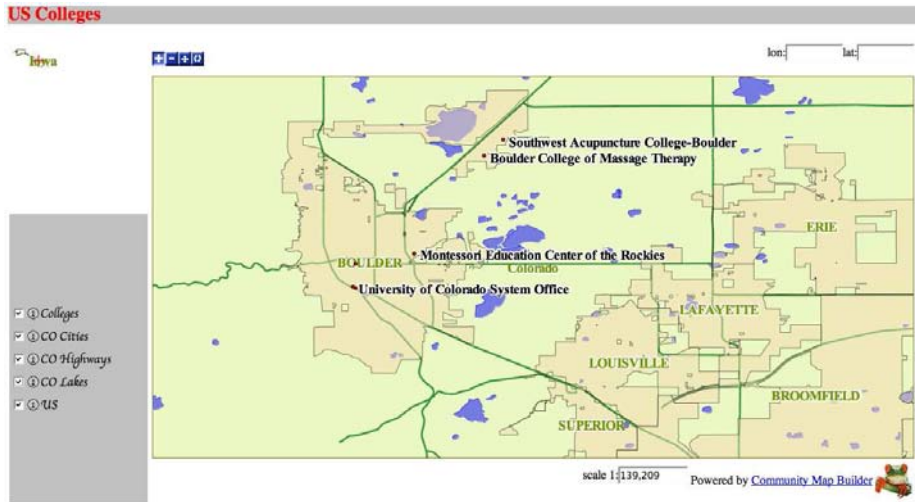 US Colleges
Iowa
lon: lat:
Southwest Acupuncture College-Boulder
Boulder College of Massage Therapy
ERIE
Montessori Education Center of the Rockies
BOULDER
Colorado
University of Colorado System Office
Colleges
LAFAYETTE
CO Cities
CO Highways
LOUISVILLE
CO Lakes
BROOMFIELD
US
SUPERIOR
scale 1: 139,209
Powered by Community Map Builder